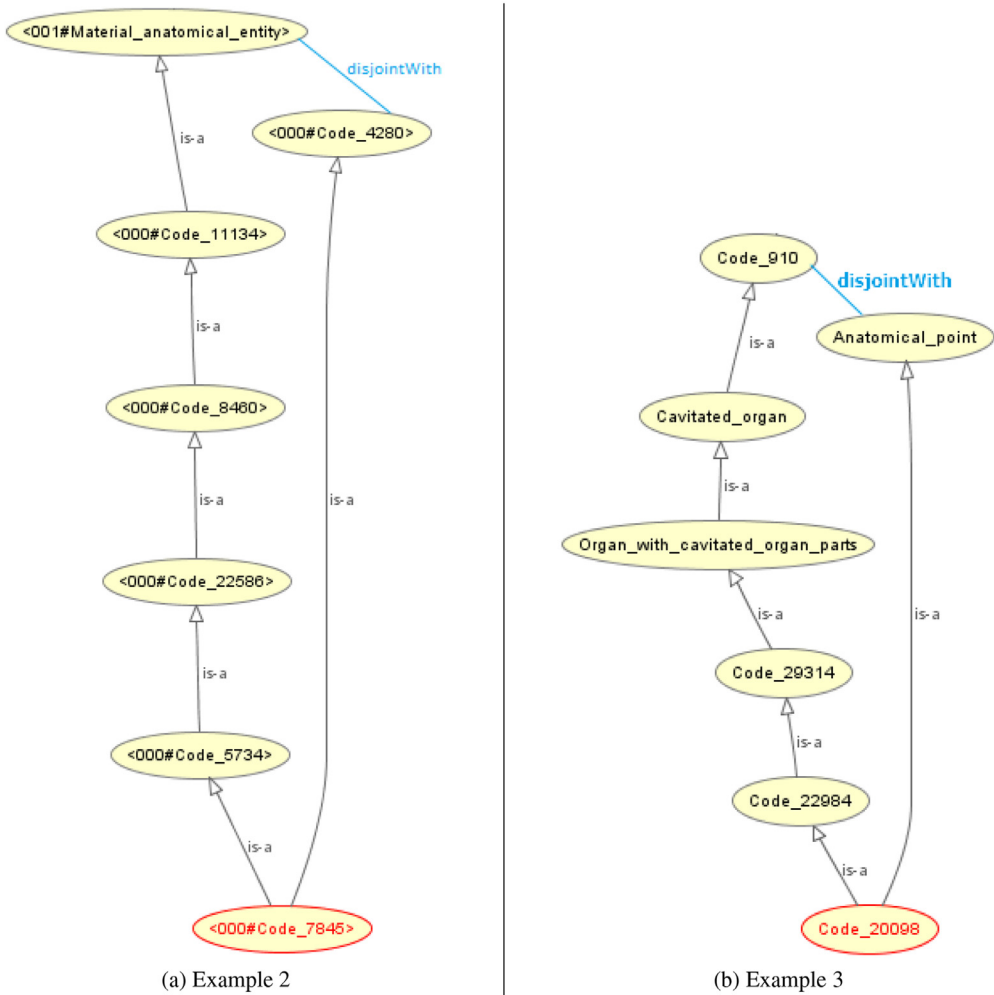 <001#Material_anatomical_entity>
disjointWith
<000#Code_4280>
is-a
<000#Code_11134>
is-a
<000#Code_8460>
is-a
is-a
<000#Code_22586>
is-a
<000#Code_5734>
is-a
<000#Code_7845>
(a) Example 2
Code_910
disjointWith
Anatomical_point
is-a
Cavitated_organ
is-a
Organ_with_cavitated_organ_parts
is-a
is-a
Code_29314
is-a
Code_22984
is-a
Code_20098
(b) Example 3